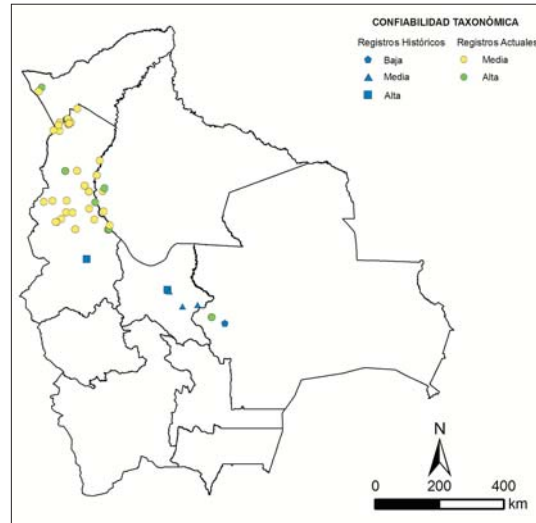 CONFIABILIDAD TAXONÓMICA
Registros Históricos
Registros Actuales
Baja
Media
Alta
Media
Alta
N
0 200 400
km